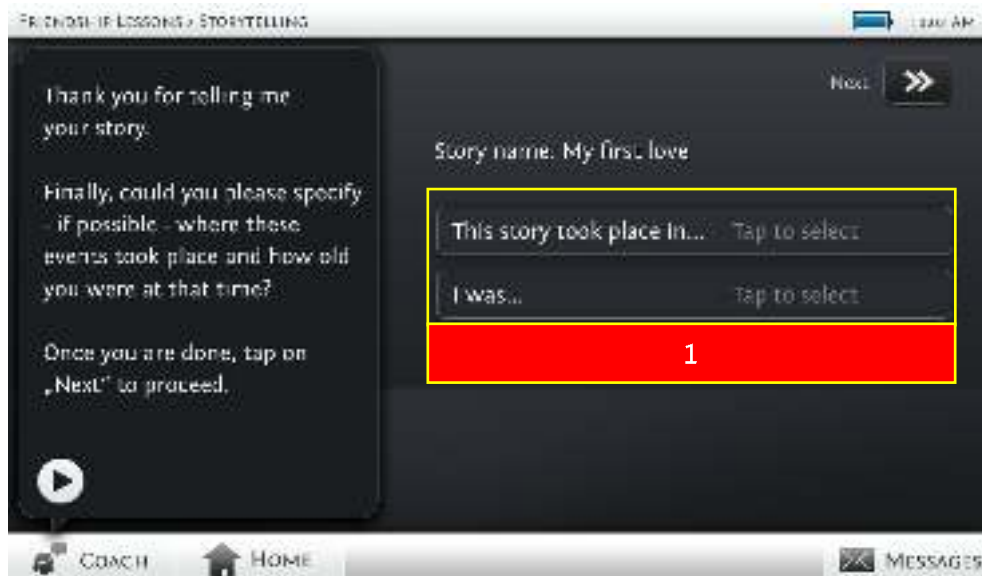 FRIENDSHIP LESSONS › STORYTELLING
AM
Thank you for telling me
your story.
Finally, could you please specify
- if possible - where these
events took place and how old
you were at that time?
Once you are done, tap on
„Next“ to proceed.
Next
Story name: My first love
This story took place in... Tap to select
I was... Tap to select
1
COACH
HOME
MESSAGES